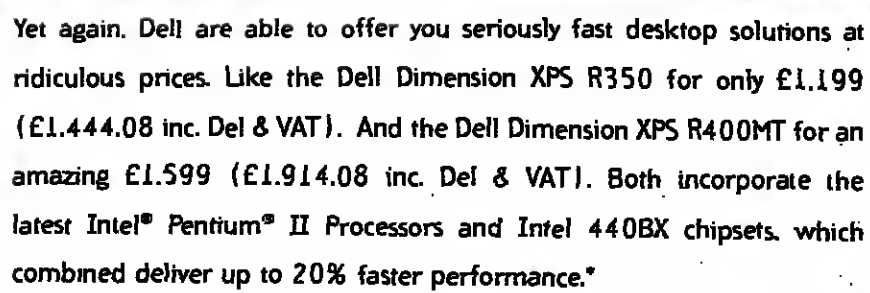 Yet again. Dell are able to offer you seriously fast desktop solutions at
ridiculous prices. Like the Dell Dimension XPS R350 for only £1.199
(£1.444.08 inc. Del & VAT). And the Dell Dimension XPS R400MT for an
amazing £1.599 (£1.914.08 inc. Del & VAT). Both incorporate the
latest Intel® Pentium® II Processors and Intel 440BX chipsets. which
combined deliver up to 20% faster performance.*